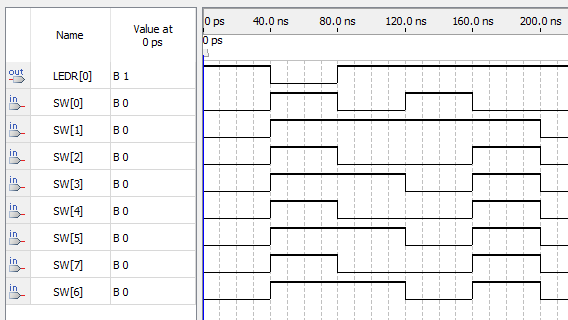 Name
Value at
0 ps
0 ps 40.0 ns 80.0 ns 120.0 ns 160.0 ns 200.0 ns
0 ps
out LEDR[0] B 1
in SW[0] B 0
in SW[1] B 0
in SW[2] B 0
in SW[3] B 0
in SW[4] B 0
in SW[5] B 0
in SW[7] B 0
in SW[6] B 0